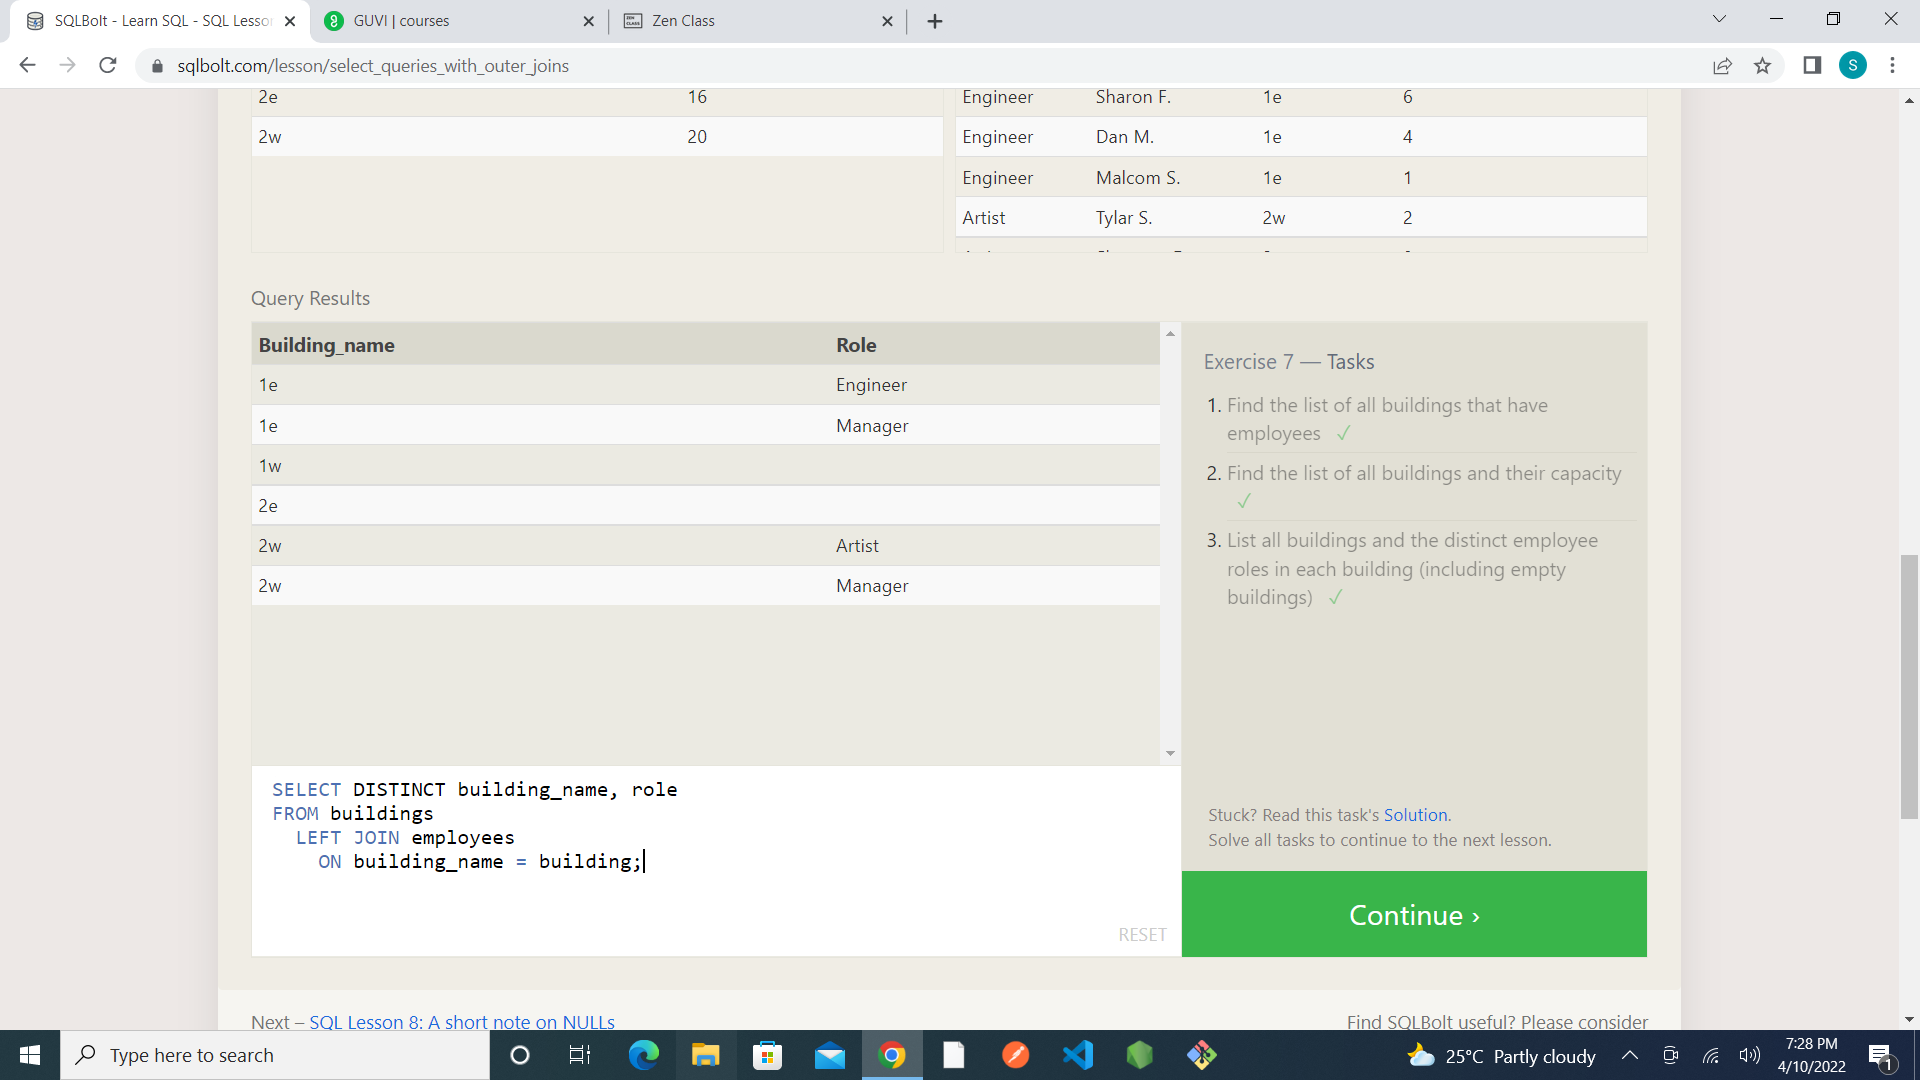 SQLBolt - Learn SQL - SQL Lesson
GUVI | courses
Zen Class
sqlbolt.com/lesson/select_queries_with_outer_joins
S
2e 16
2w 20
Engineer Sharon F. 1e 6
Engineer Dan M. 1e 4
Engineer Malcom S. 1e 1
Artist Tylar S. 2w 2
Query Results
Building_name Role
1e Engineer
1e Manager
1w
2e
2w Artist
2w Manager
Exercise 7 — Tasks
1. Find the list of all buildings that have
employees ✓
2. Find the list of all buildings and their capacity
✓
3. List all buildings and the distinct employee
roles in each building (including empty
buildings) ✓
SELECT DISTINCT building_name, role
FROM buildings
LEFT JOIN employees
ON building_name = building;
RESET
Stuck? Read this task's Solution.
Solve all tasks to continue to the next lesson.
Continue ›
Next – SQL Lesson 8: A short note on NULLs
Find SQLBolt useful? Please consider
Type here to search
25°C Partly cloudy
7:28 PM
4/10/2022
1